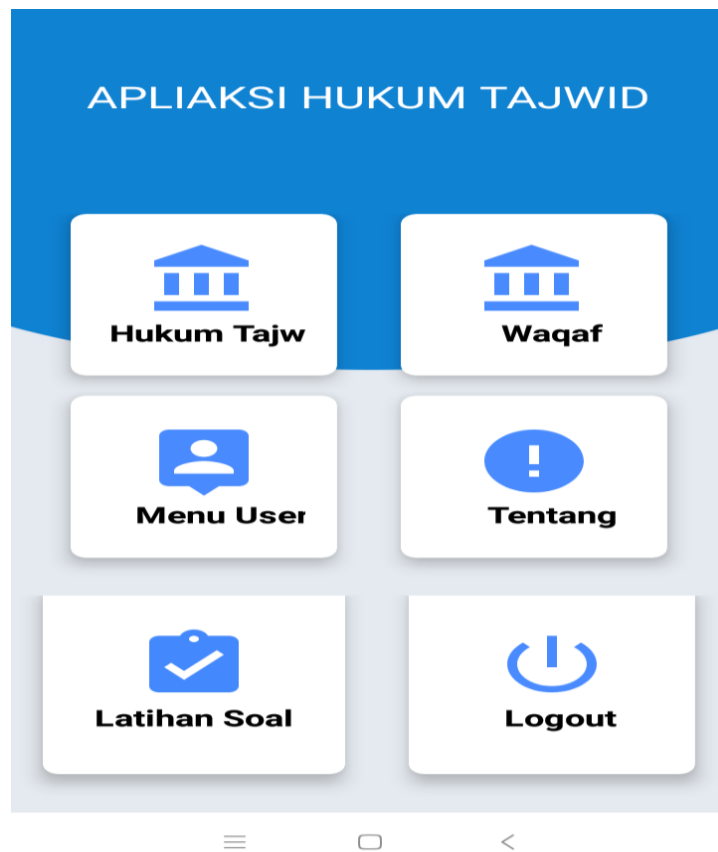 APLIAKSI HUKUM TAJWID
Hukum Tajw
Waqaf
Menu User
Tentang
Latihan Soal
Logout